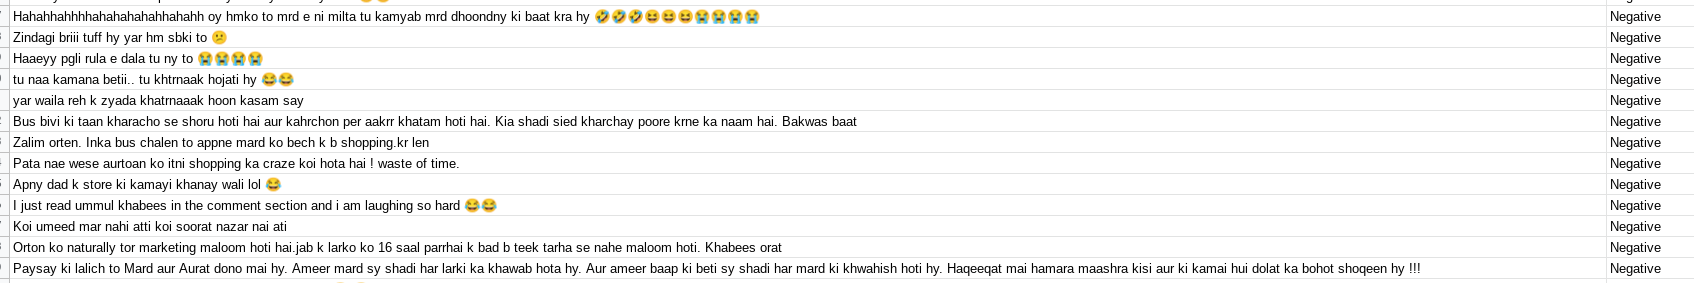 Hahahhahhhhahahahahahhahahh oy hmko to mrd e ni milta tu kamyab mrd dhoondny ki baat kra hy 🤣🤣🤣😆😆😆😭😭😭😭 Negative
Zindagi briii tuff hy yar hm sbki to 😕 Negative
Haaeyy pgli rula e dala tu ny to 😭😭😭😭 Negative
tu naa kamana betii.. tu khtrnaak hojati hy 😂😂 Negative
yar waila reh k zyada khatrnaaak hoon kasam say Negative
Bus bivi ki taan kharacho se shoru hoti hai aur kahrchon per aakrr khatam hoti hai. Kia shadi sied kharchay poore krne ka naam hai. Bakwas baat Negative
Zalim orten. Inka bus chalen to appne mard ko bech k b shopping.kr len Negative
Pata nae wese aurtoan ko itni shopping ka craze koi hota hai ! waste of time. Negative
Apny dad k store ki kamayi khanay wali lol 😂 Negative
I just read ummul khabees in the comment section and i am laughing so hard 😂😂 Negative
Koi umeed mar nahi atti koi soorat nazar nai ati Negative
Orton ko naturally tor marketing maloom hoti hai.jab k larko ko 16 saal parrhai k bad b teek tarha se nahe maloom hoti. Khabees orat Negative
Paysay ki lalich to Mard aur Aurat dono mai hy. Ameer mard sy shadi har larki ka khawab hota hy. Aur ameer baap ki beti sy shadi har mard ki khwahish hoti hy. Haqeeqat mai hamara maashra kisi aur ki kamai hui dolat ka bohot shoqeen hy !!! Negative